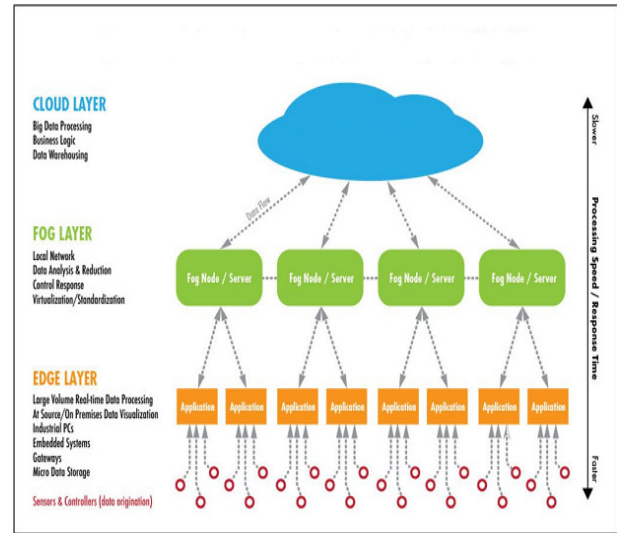 CLOUD LAYER
Big Data Processing
Business Logic
Data Warehousing
Data Flow
Slower
FOG LAYER
Local Network
Data Analysis & Reduction
Control Response
Virtualization/Standardization
Fog Node / Server
Fog Node / Server
Fog Node / Server
Fog Node / Server
Processing Speed / Response Time
EDGE LAYER
Large Volume Real-time Data Processing
At Source/On Premises Data Visualization
Industrial PCs
Embedded Systems
Gateways
Micro Data Storage
Application
Application
Application
Application
Application
Application
Application
Application
Faster
Sensors & Controllers (data origination)